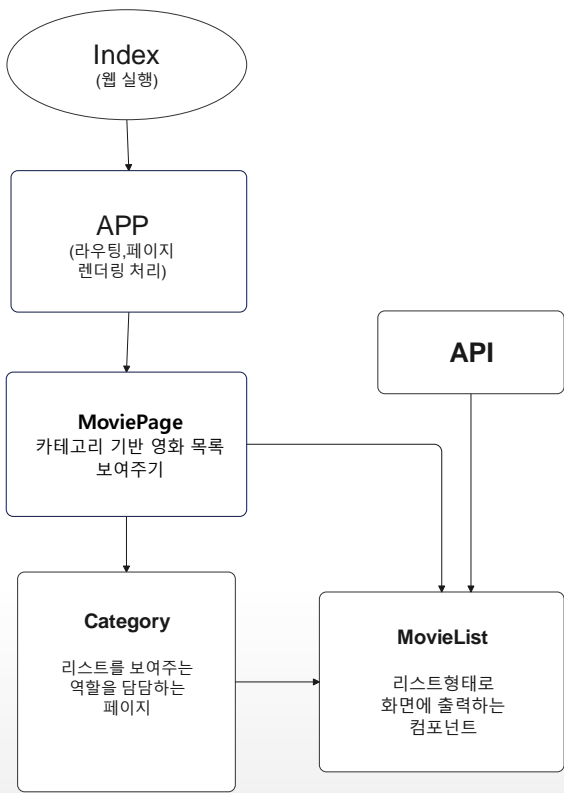 Index
(웹 실행)
APP
(라우팅,페이지
렌더링 처리)
API
MoviePage
카테고리 기반 영화 목록
보여주기
Category
리스트를 보여주는
역할을 담담하는
페이지
MovieList
리스트형태로
화면에 출력하는
컴포넌트